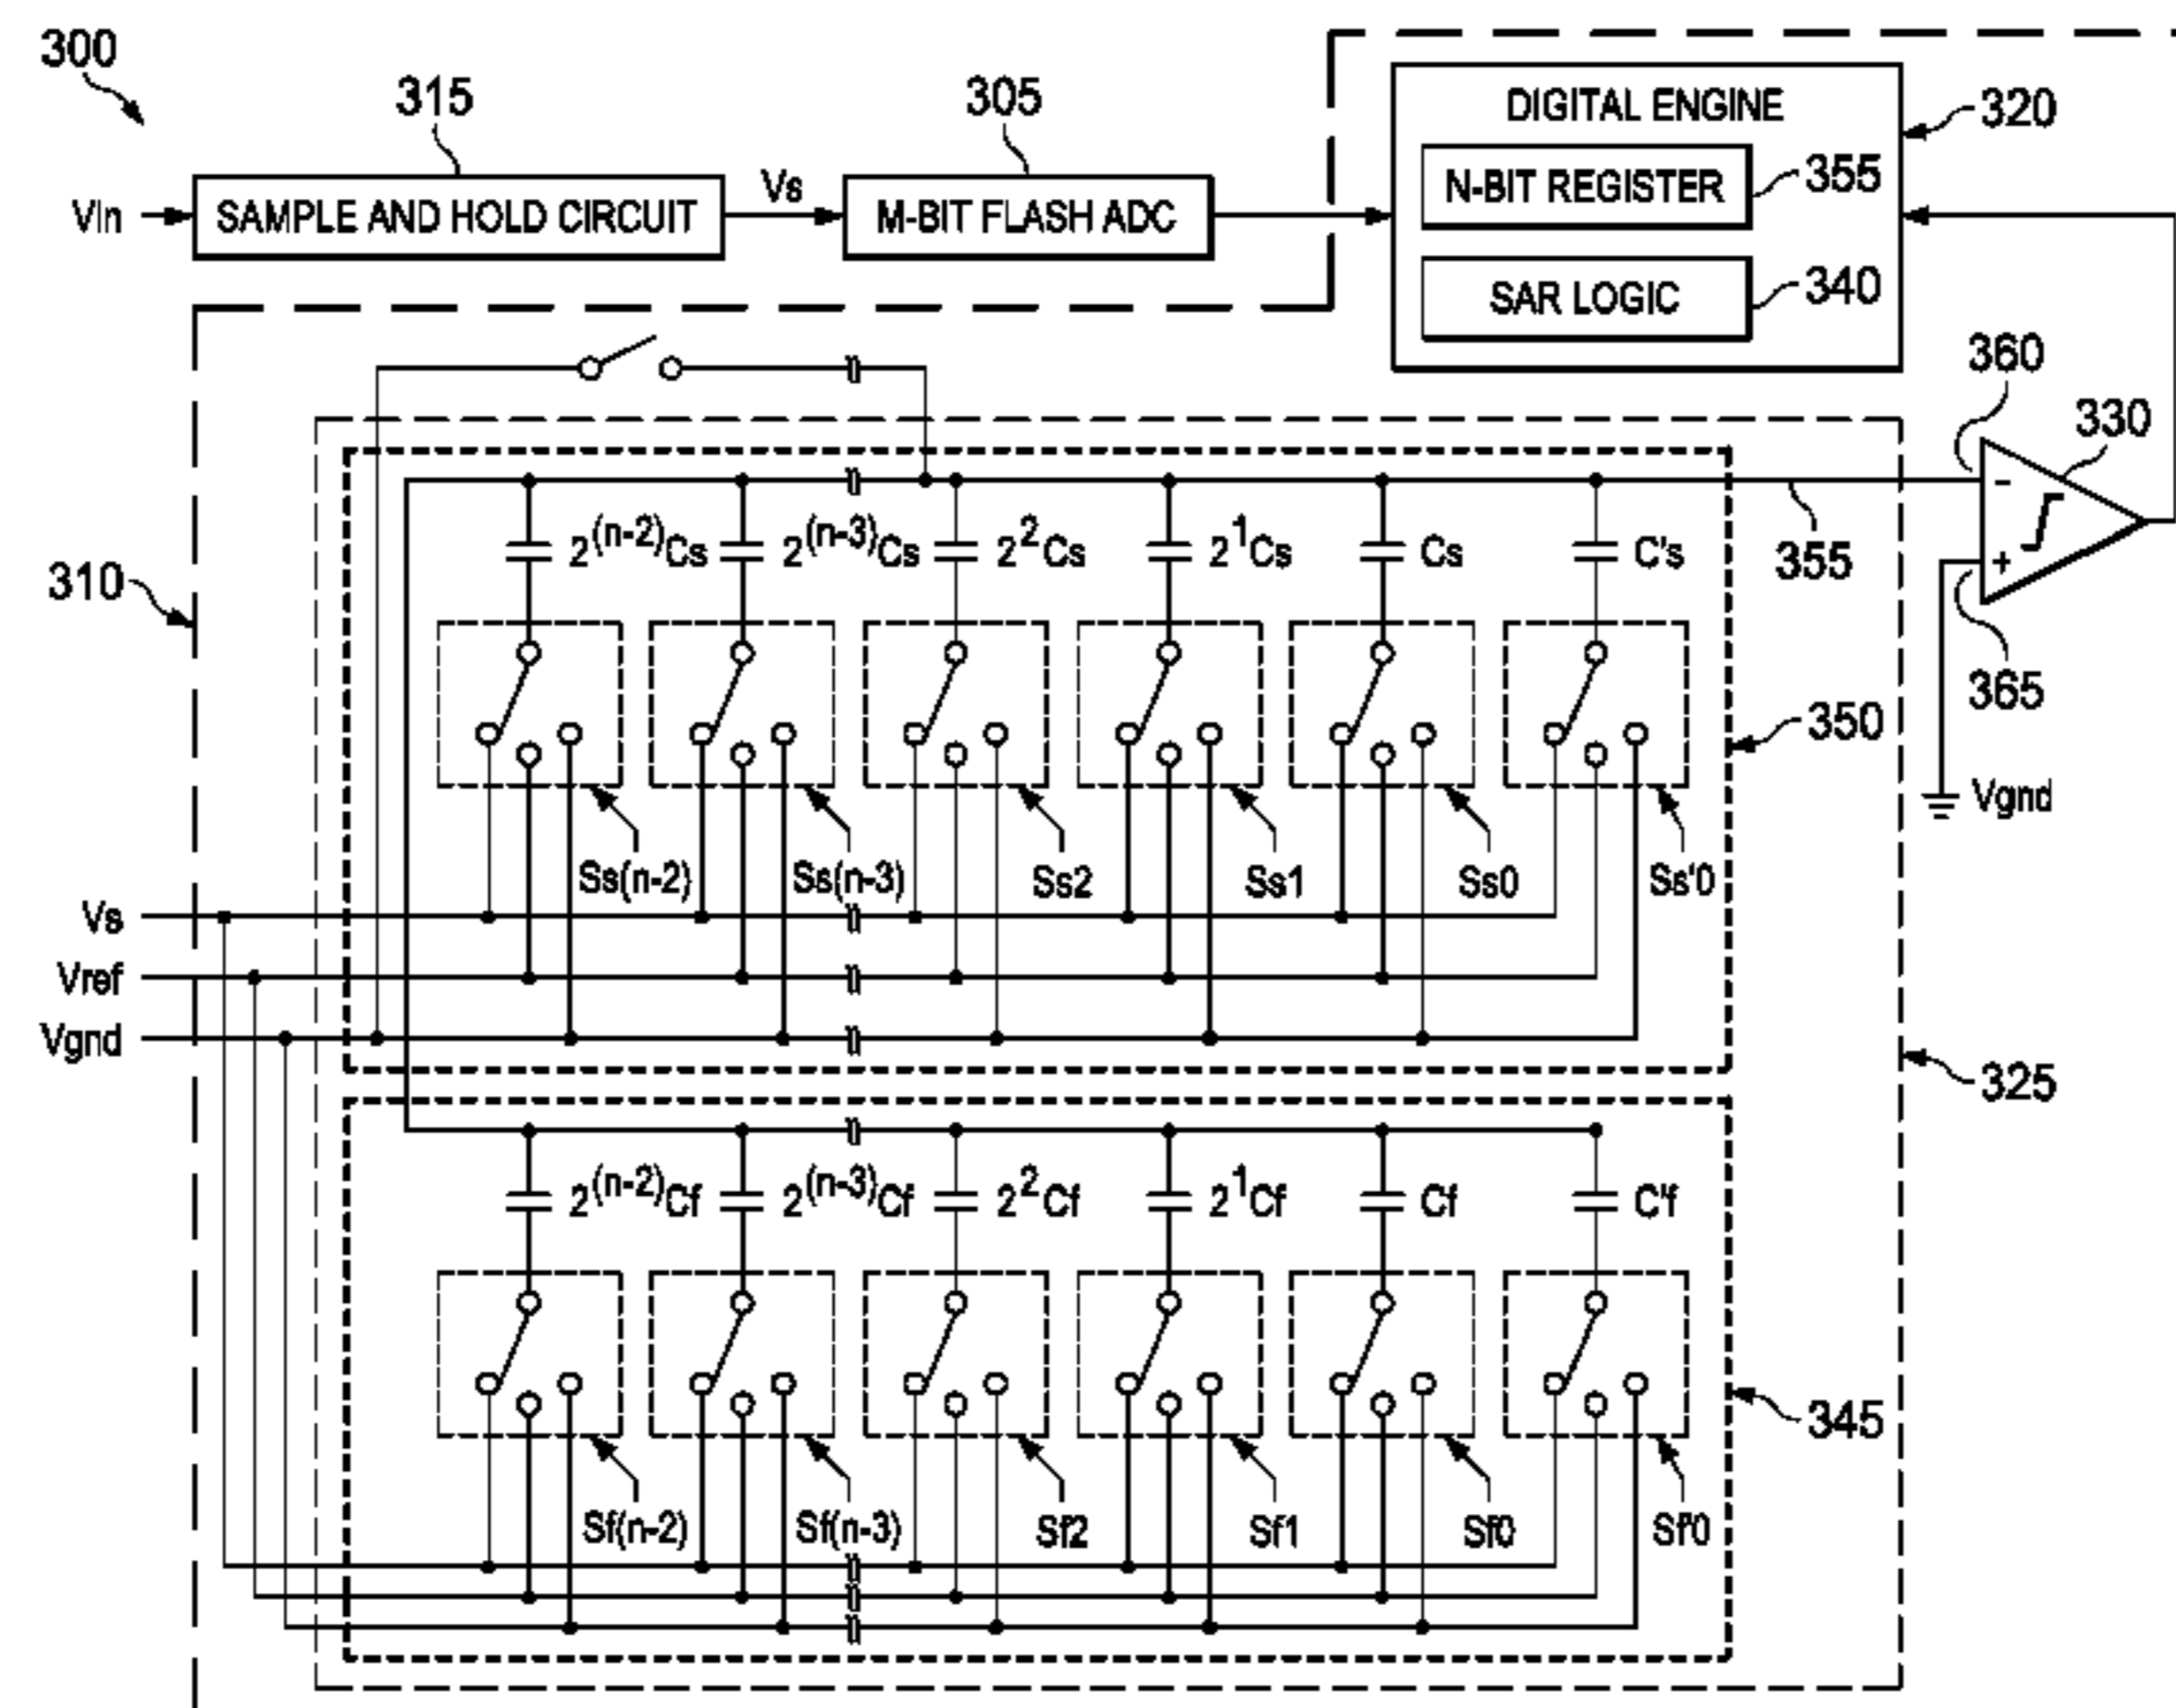 300
315
305
DIGITAL ENGINE
320
N-BIT REGISTER
355
VIn
SAMPLE AND HOLD CIRCUIT
Vs
M-BIT FLASH ADC
SAR LOGIC
340
360
330
310
2(n-2)Cs
2(n-3)Cs
2²Cs
2¹Cs
Cs
C's
355
-
+
365
350
Vgnd
Ss(n-2)
Ss(n-3)
Ss2
Ss1
Ss0
Ss'0
Vs
Vref
Vgnd
325
2(n-2)Cf
2(n-3)Cf
2²Cf
2¹Cf
Cf
C'f
345
Sf(n-2)
Sf(n-3)
Sf2
Sf1
Sf0
Sf'0